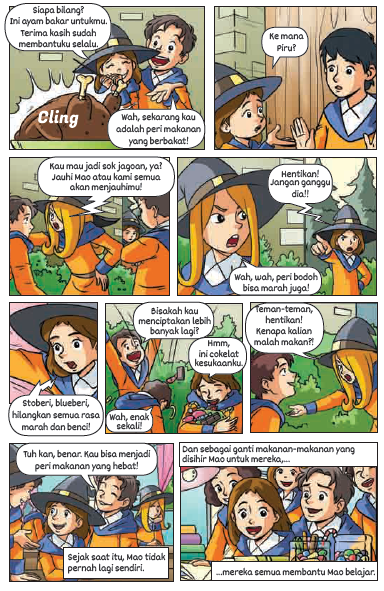 Siapa bilang?
Ini ayam bakar untukmu.
Terima kasih sudah
membantuku selalu.
Cling
Wah, sekarang kau
adalah peri makanan
yang berbakat!
Ke mana
Piru?
Kau mau jadi sok jagoan, ya?
Jauhi Mao atau kami semua
akan menjauhimu!
Hentikan!
Jangan ganggu
dia!!
Wah, wah, peri bodoh
bisa marah juga!
Stoberi, blueberi,
hilangkan semua rasa
marah dan benci!
Bisakah kau
menciptakan lebih
banyak lagi?
Hmm,
ini cokelat
kesukaanku.
Wah, enak
sekali!
Teman-teman,
hentikan!
Kenapa kalian
malah makan?!
Tuh kan, benar. Kau bisa menjadi
peri makanan yang hebat!
Sejak saat itu, Mao tidak
pernah lagi sendiri.
Dan sebagai ganti makanan-makanan yang
disihir Mao untuk mereka,...
...mereka semua membantu Mao belajar.